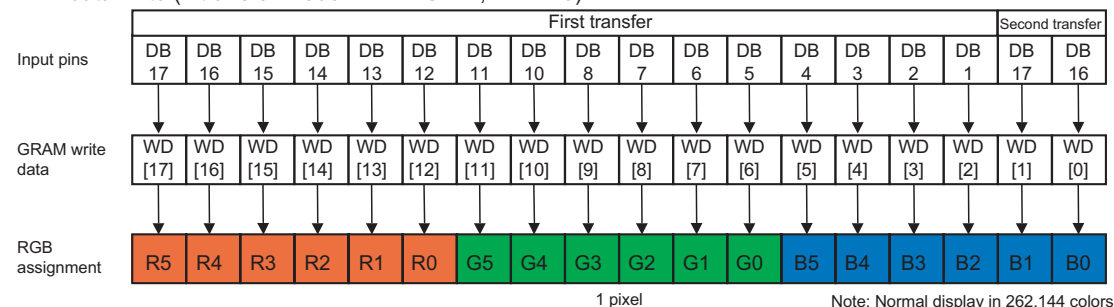 First transfer Second transfer
Input pins
DB 17 DB 16 DB 15 DB 14 DB 13 DB 12 DB 11 DB 10 DB 8 DB 7 DB 6 DB 5 DB 4 DB 3 DB 2 DB 1 DB 17 DB 16
GRAM write data
WD [17] WD [16] WD [15] WD [14] WD [13] WD [12] WD [11] WD [10] WD [9] WD [8] WD [7] WD [6] WD [5] WD [4] WD [3] WD [2] WD [1] WD [0]
RGB assignment
R5 R4 R3 R2 R1 R0 G5 G4 G3 G2 G1 G0 B5 B4 B3 B2 B1 B0
1 pixel
Note: Normal display in 262,144 colors